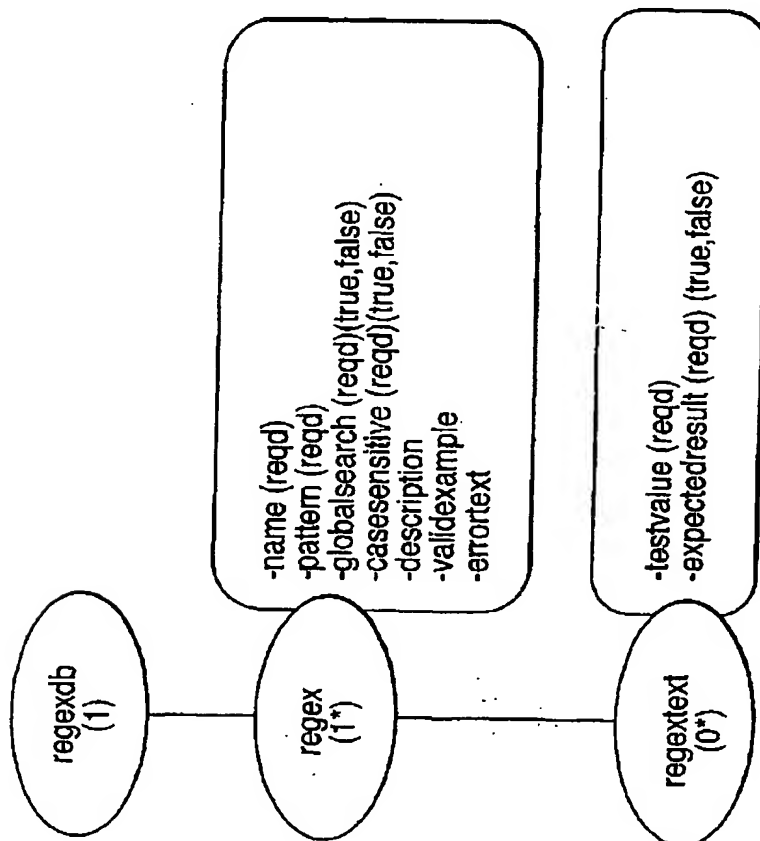 regexdb
(1)
regex
(1*)
-name (reqd)
-pattern (reqd)
-globalsearch (reqd)(true,false)
-casesensitive (reqd)(true,false)
-description
-validexample
-errortext
regextext
(0*)
-testvalue (reqd)
-expectedresult (reqd) (true,false)